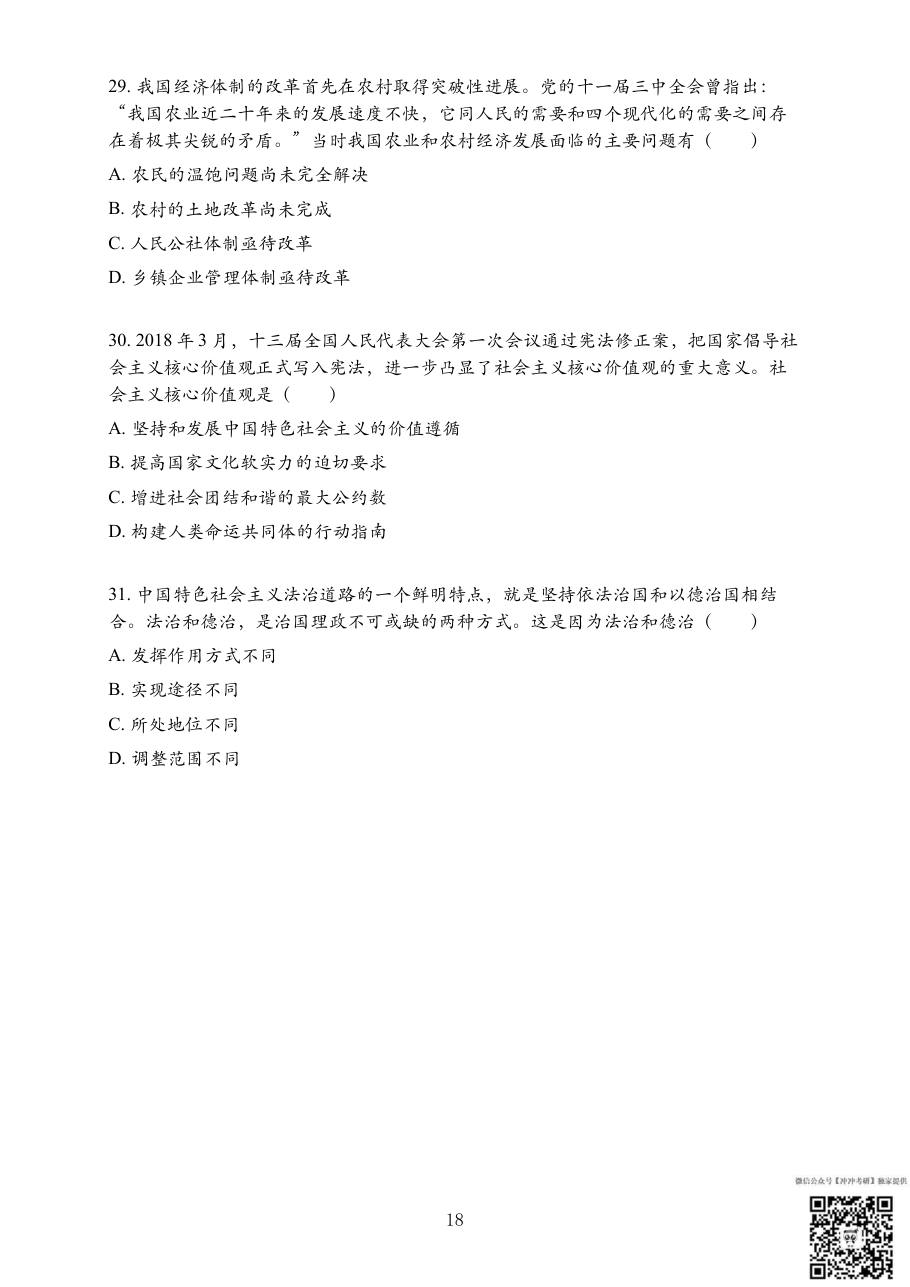 29. 我国经济体制的改革首先在农村取得突破性进展。党的十一届三中全会曾指出：
“我国农业近二十年来的发展速度不快，它同人民的需要和四个现代化的需要之间存
在着极其尖锐的矛盾。”当时我国农业和农村经济发展面临的主要问题有（　　）
A. 农民的温饱问题尚未完全解决
B. 农村的土地改革尚未完成
C. 人民公社体制亟待改革
D. 乡镇企业管理体制亟待改革
30. 2018 年 3 月，十三届全国人民代表大会第一次会议通过宪法修正案，把国家倡导社
会主义核心价值观正式写入宪法，进一步凸显了社会主义核心价值观的重大意义。社
会主义核心价值观是（　　）
A. 坚持和发展中国特色社会主义的价值遵循
B. 提高国家文化软实力的迫切要求
C. 增进社会团结和谐的最大公约数
D. 构建人类命运共同体的行动指南
31. 中国特色社会主义法治道路的一个鲜明特点，就是坚持依法治国和以德治国相结
合。法治和德治，是治国理政不可或缺的两种方式。这是因为法治和德治（　　）
A. 发挥作用方式不同
B. 实现途径不同
C. 所处地位不同
D. 调整范围不同
微信公众号【冲冲考研】独家提供
18